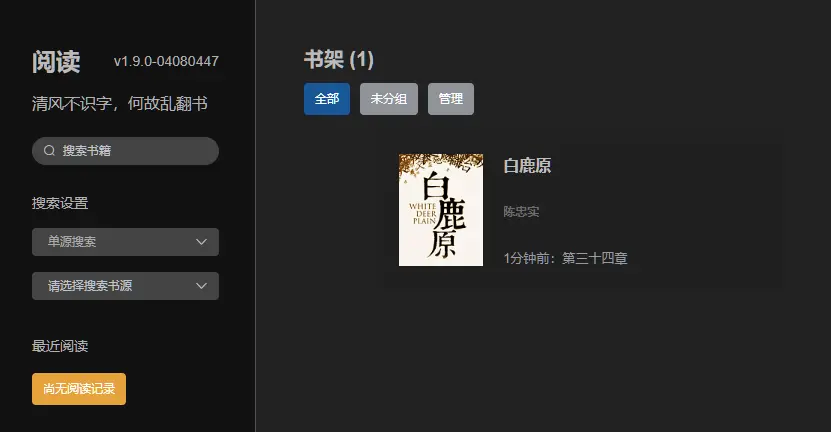 阅读 v1.9.0-04080447
清风不识字，何故乱翻书
搜索书籍
搜索设置
单源搜索
请选择搜索书源
最近阅读
尚无阅读记录
书架 (1)
全部 未分组 管理
白鹿原
WHITE
DEER
PLAIN
白鹿原
陈忠实
1分钟前：第三十四章